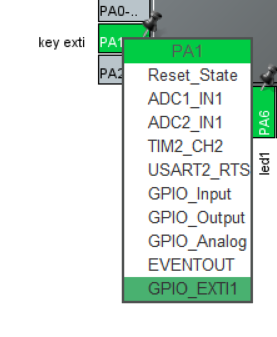 PA0-..
key exti
PA1
PA2
PA1
Reset_State
ADC1_IN1
ADC2_IN1
TIM2_CH2
USART2_RTS
GPIO_Input
GPIO_Output
GPIO_Analog
EVENTOUT
GPIO_EXTI1
PA6
led1